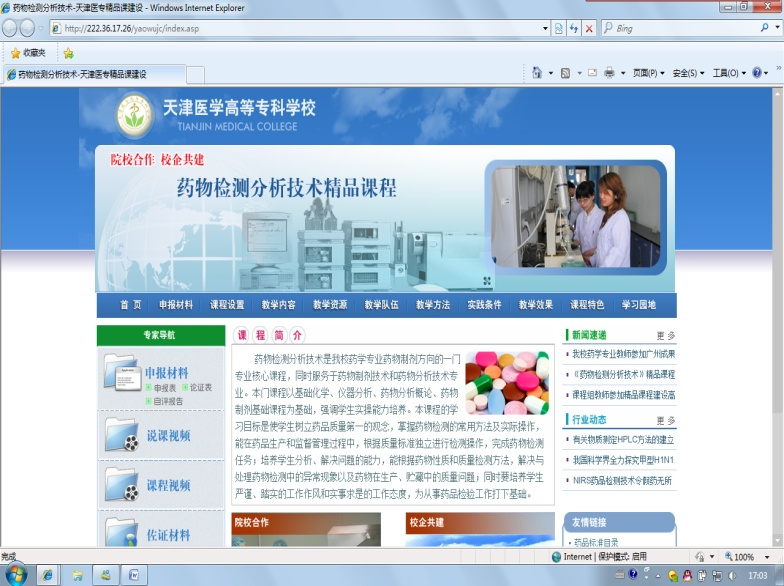 药物检测分析技术-天津医专精品课建设 - Windows Internet Explorer
http://222.36.17.26/yaowujc/index.asp
Bing
收藏夹
药物检测分析技术-天津医专精品课建设
页面(P) 安全(S) 工具(O)
天津医学高等专科学校
TIANJIN MEDICAL COLLEGE
院校合作 校企共建
药物检测分析技术精品课程
首 页 申报材料 课程设置 教学内容 教学资源 教学队伍 教学方法 实践条件 教学效果 课程特色 学习园地
专家导航
申报材料
申报表 论证表
自评报告
说课视频
课程视频
佐证材料
课 程 简 介
药物检测分析技术是我校药学专业药物制剂方向的一门
专业核心课程，同时服务于药物制剂技术和药物分析技术专
业。本门课程以基础化学、仪器分析、药物分析概论、药物
制剂基础课程为基础，强调学生实操能力培养。本课程的学
习目标是使学生树立药品质量第一的观念，掌握药物检测的常用方法及实际操作，
能在药品生产和监督管理过程中，根据质量标准独立进行检测操作，完成药物检测
任务；培养学生分析、解决问题的能力，能根据药物性质和质量检测方法，解决与
处理药物检测中的异常现象以及药物在生产、贮藏中的质量问题；同时要培养学生
严谨、踏实的工作作风和实事求是的工作态度，为从事药品检验工作打下基础。
院校合作
校企共建
新闻速递 更 多
我校药学专业教师参加广州成果
《药物检测分析技术》精品课程
课程组教师参加精品课程建设高
行业动态 更 多
有关物质测定HPLC方法的建立
我国科学界全力探究甲型H1N1
NIRS药品检测技术令假药无所
友情链接
药品标准目录
完成
Internet | 保护模式: 启用
100%
17:03